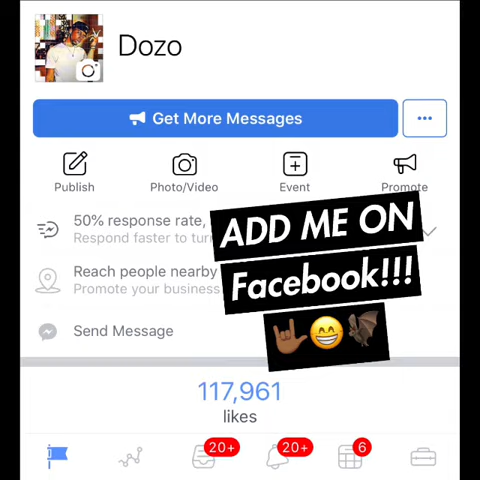 Dozo
Get More Messages
Publish
Photo/Video
Event
Promote
50% response rate,
Respond faster to
Reach people nearby
Promote your business
Send Message
ADD ME ON
Facebook!!!
117,961
likes
20+
20+
6